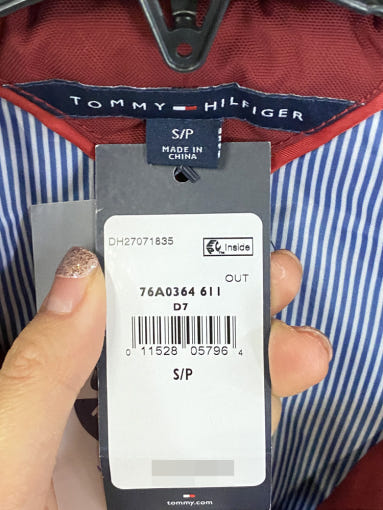 TOMMY HILFIGER
S/P
MADE IN
CHINA
DH27071835
Inside
OUT
76A0364 611
D7
0 11528 05796 4
S/P
tommy.com